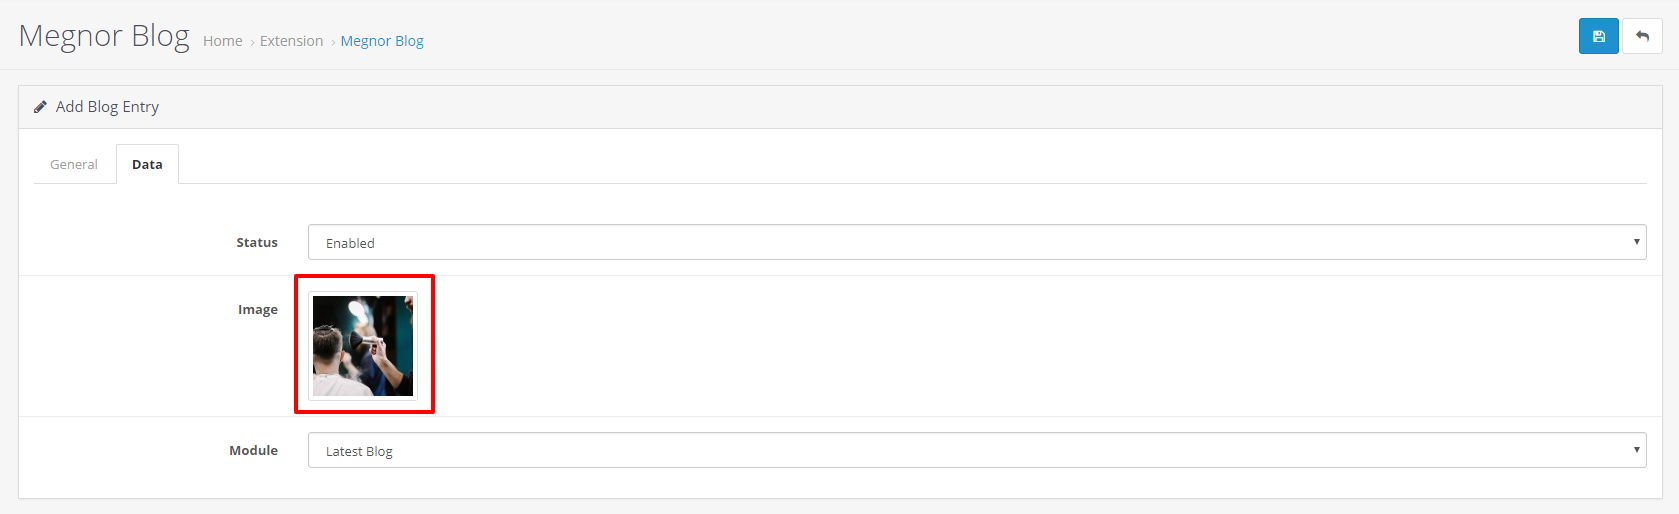 Megnor Blog Home › Extension › Megnor Blog
Add Blog Entry
General Data
Status Enabled
Image
Module Latest Blog